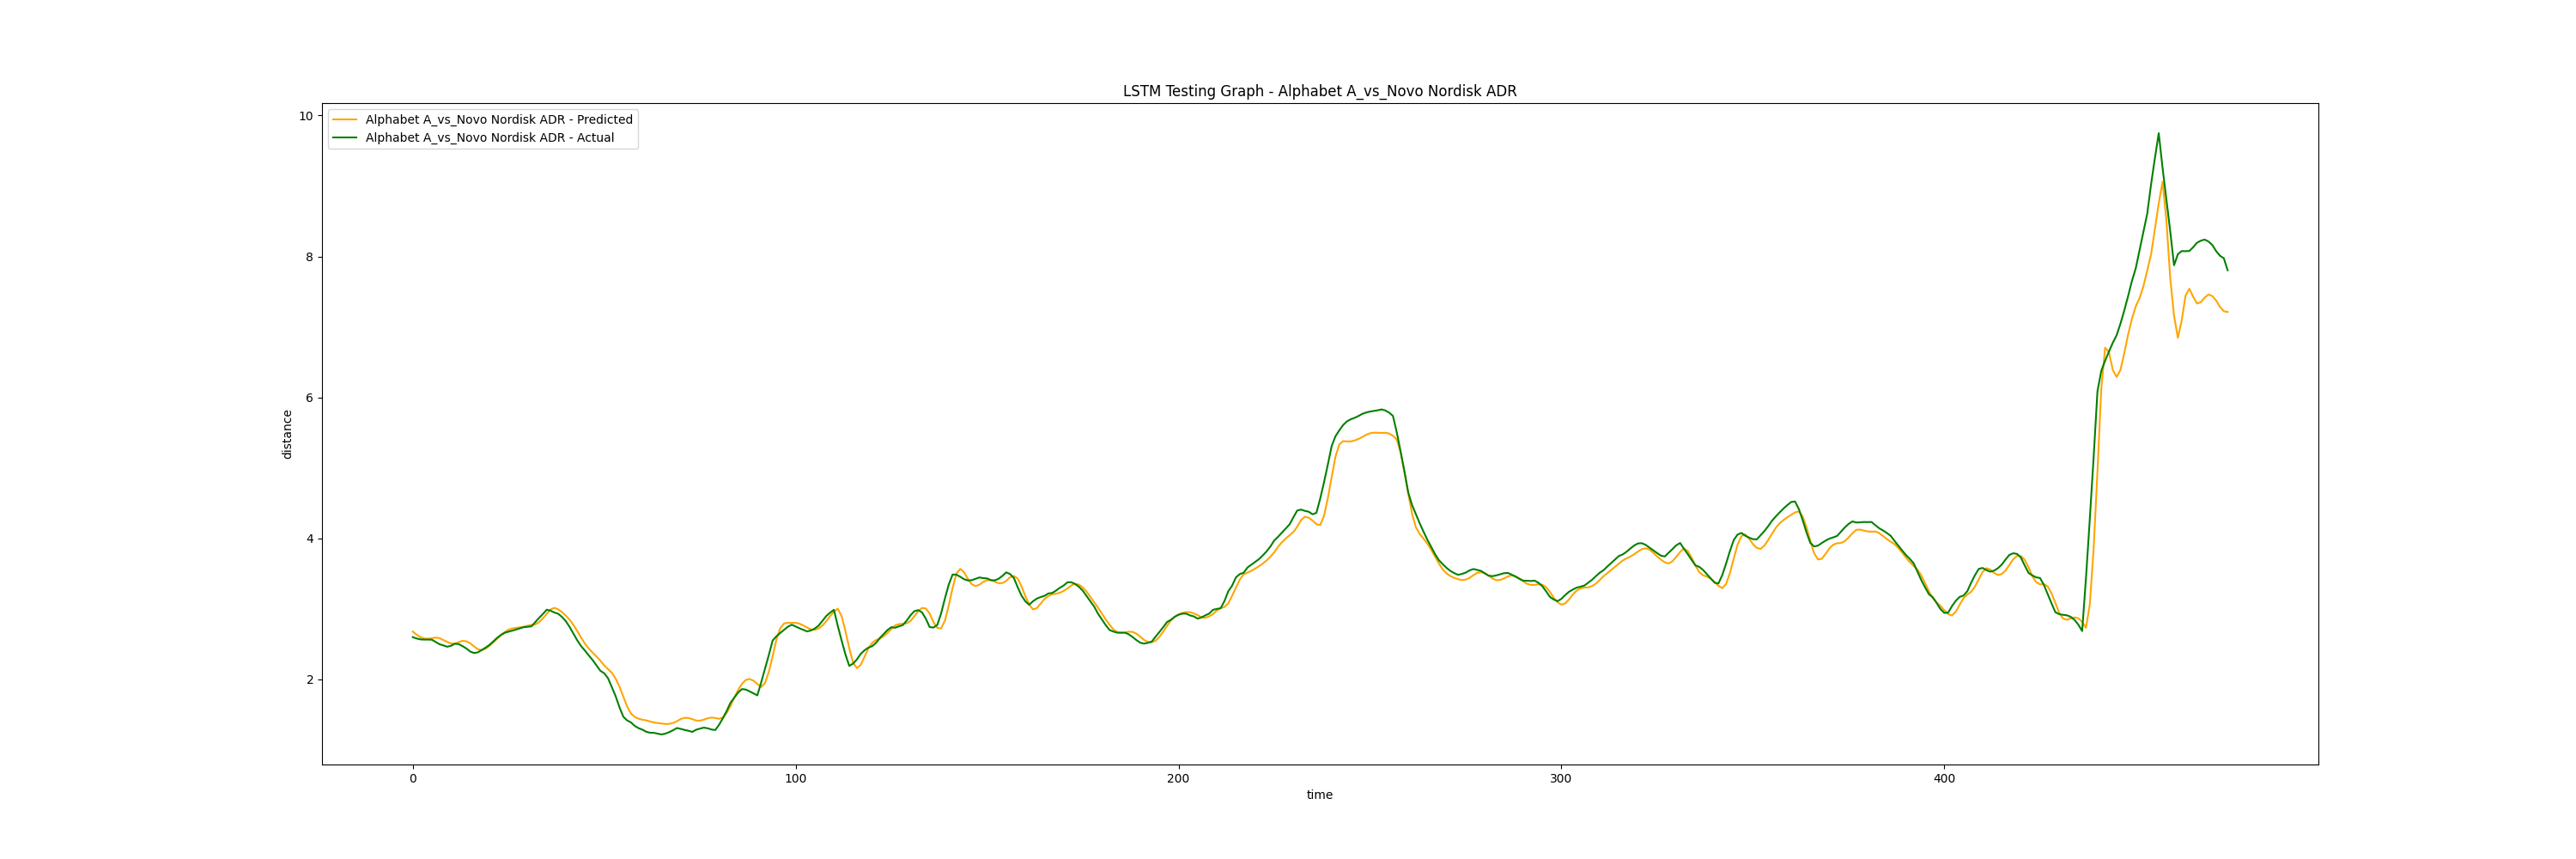 LSTM Testing Graph - Alphabet A_vs_Novo Nordisk ADR
Alphabet A_vs_Novo Nordisk ADR - Predicted
Alphabet A_vs_Novo Nordisk ADR - Actual
10
8
6
4
2
distance
0
100
200
300
400
time